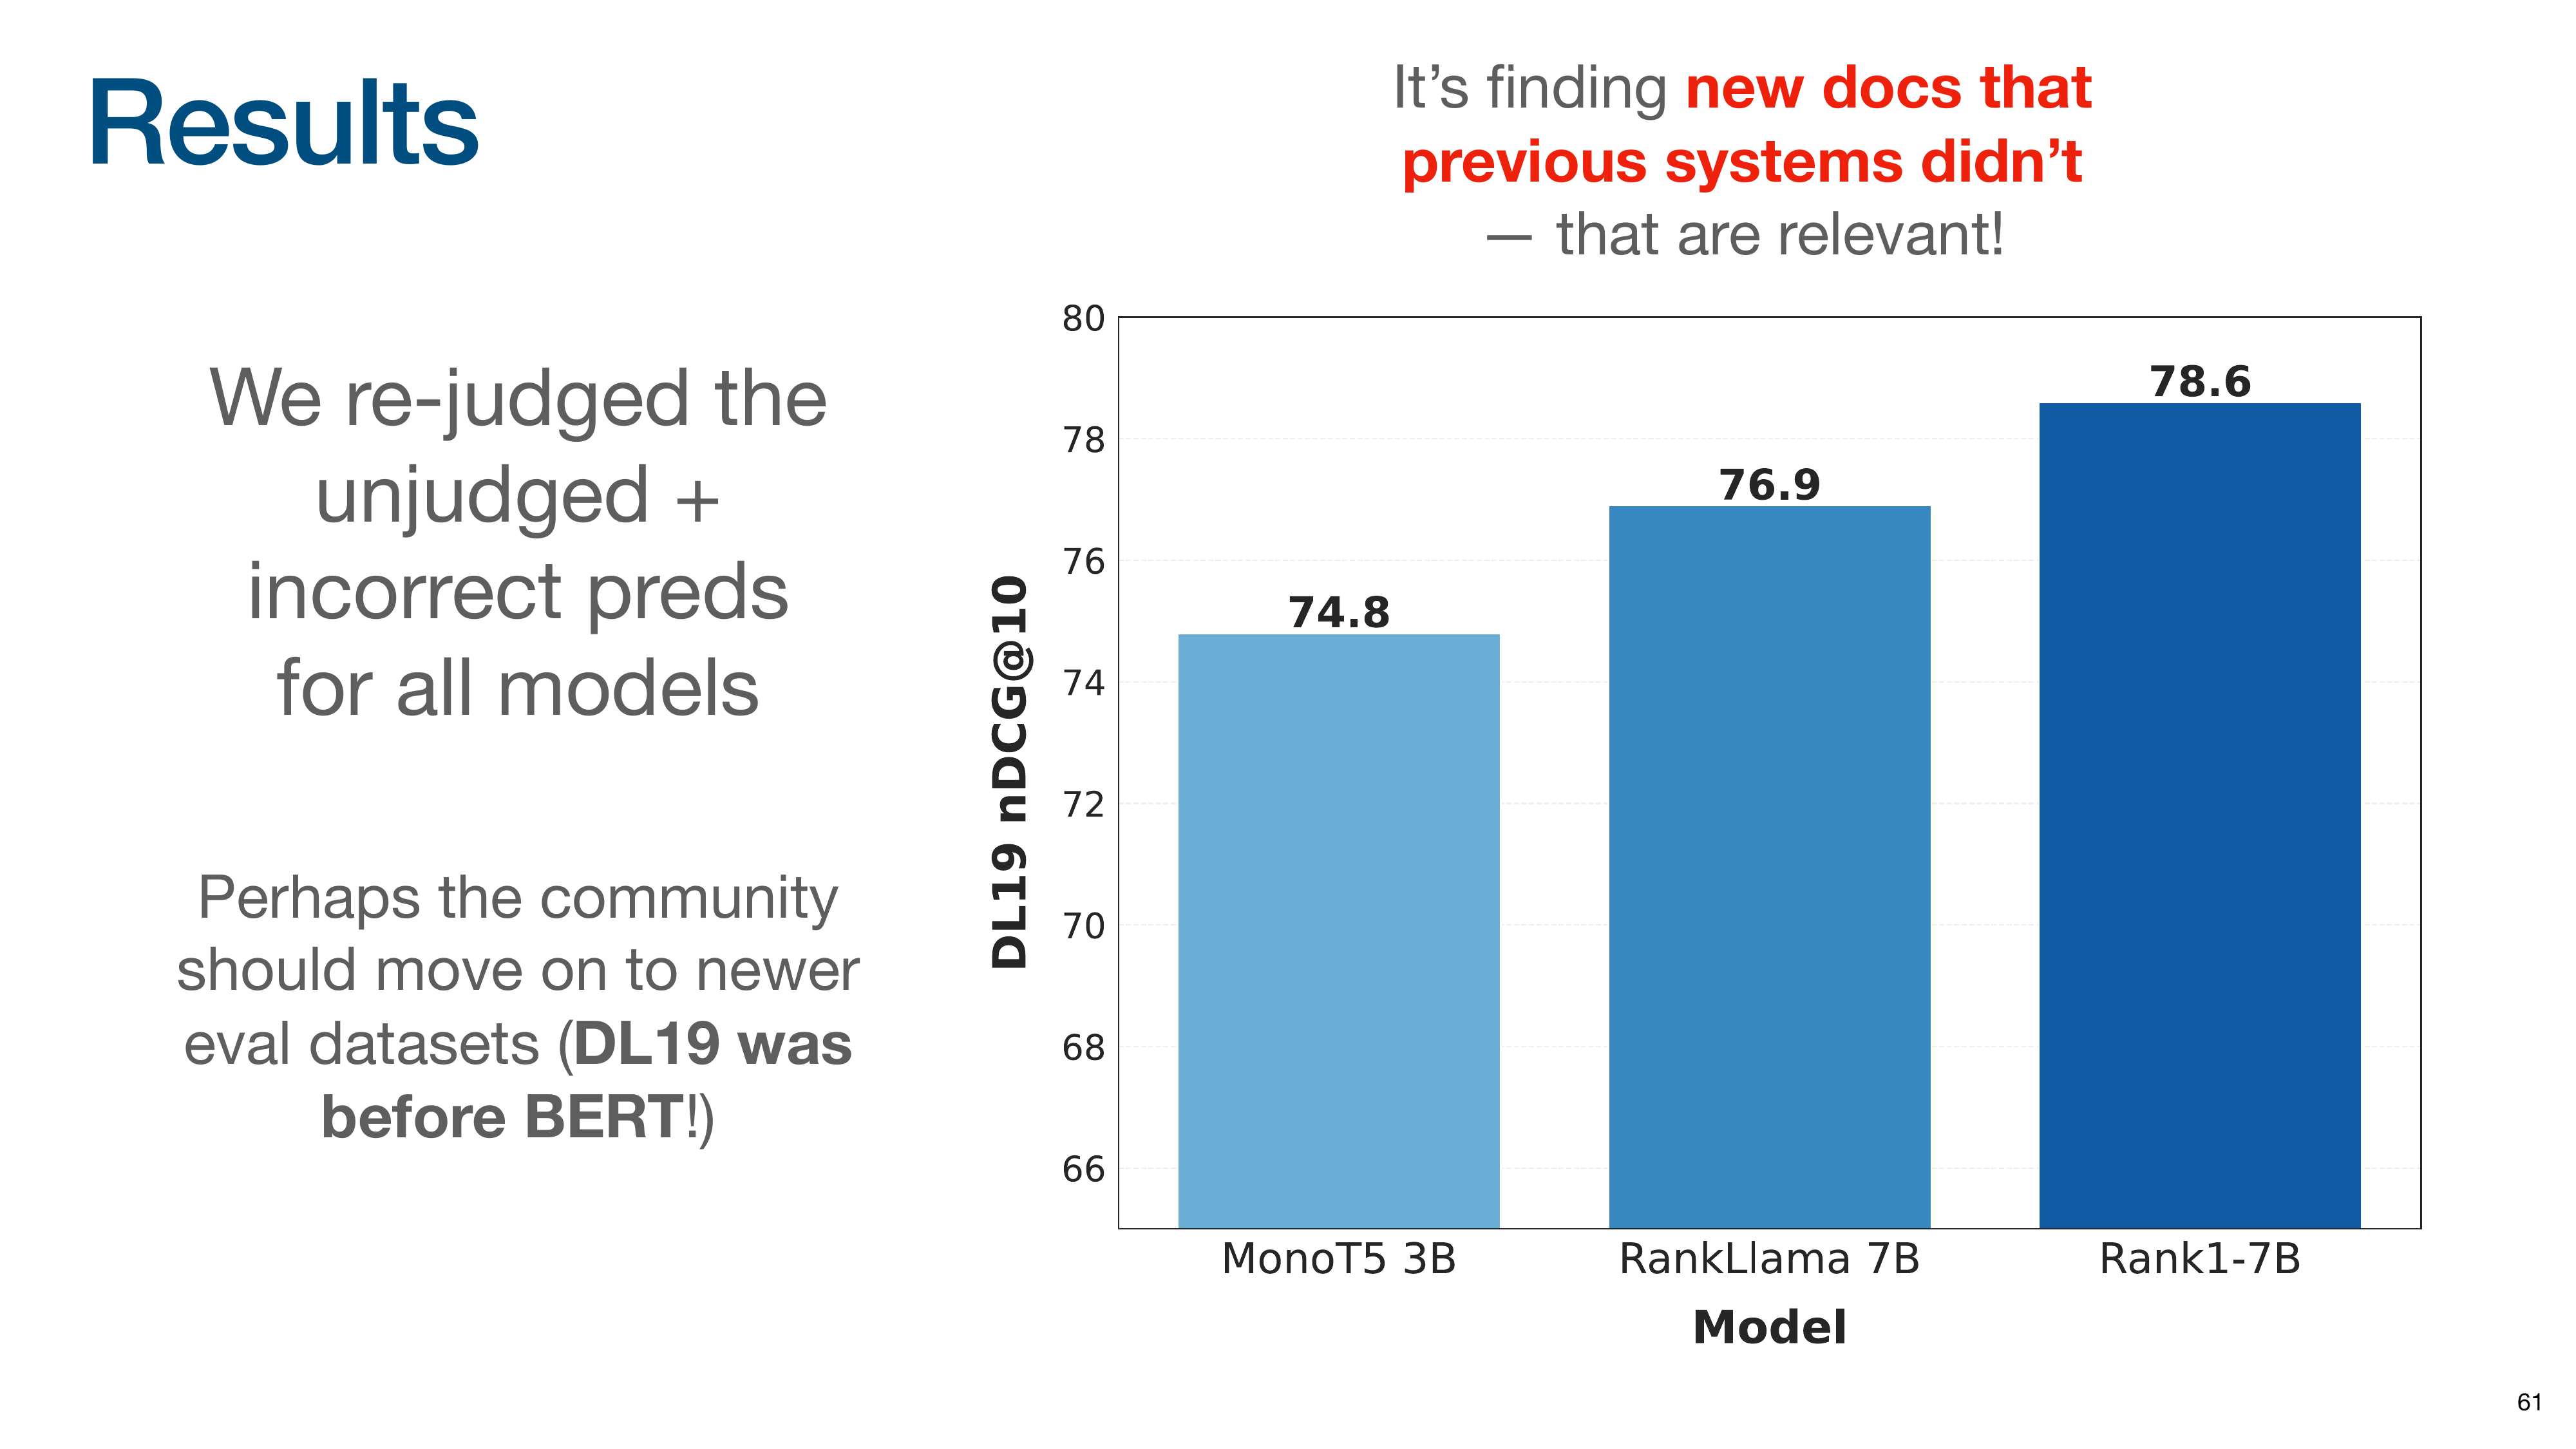 Results
It’s finding new docs that
previous systems didn’t
— that are relevant!
We re-judged the
unjudged +
incorrect preds
for all models
Perhaps the community
should move on to newer
eval datasets (DL19 was
before BERT!)
DL19 nDCG@10
80
78
76
74
72
70
68
66
74.8
76.9
78.6
MonoT5 3B
RankLlama 7B
Rank1-7B
Model
61